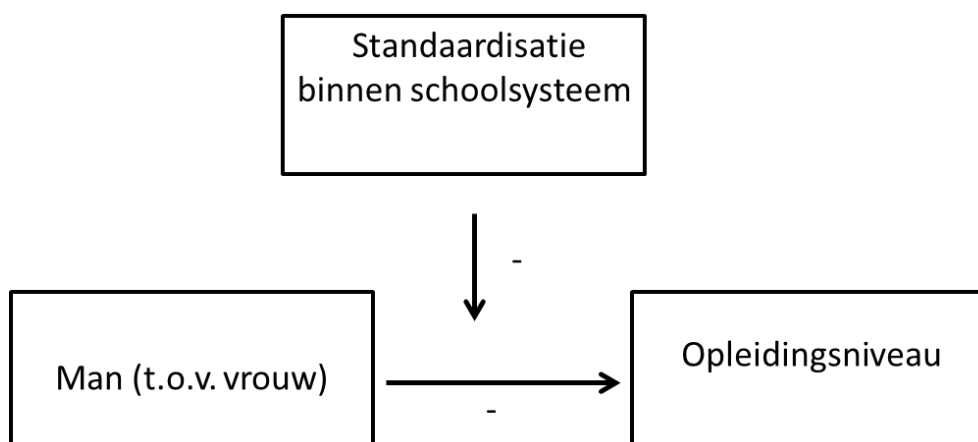 Standaardisatie
binnen schoolsysteem
-
Man (t.o.v. vrouw)
-
Opleidingsniveau